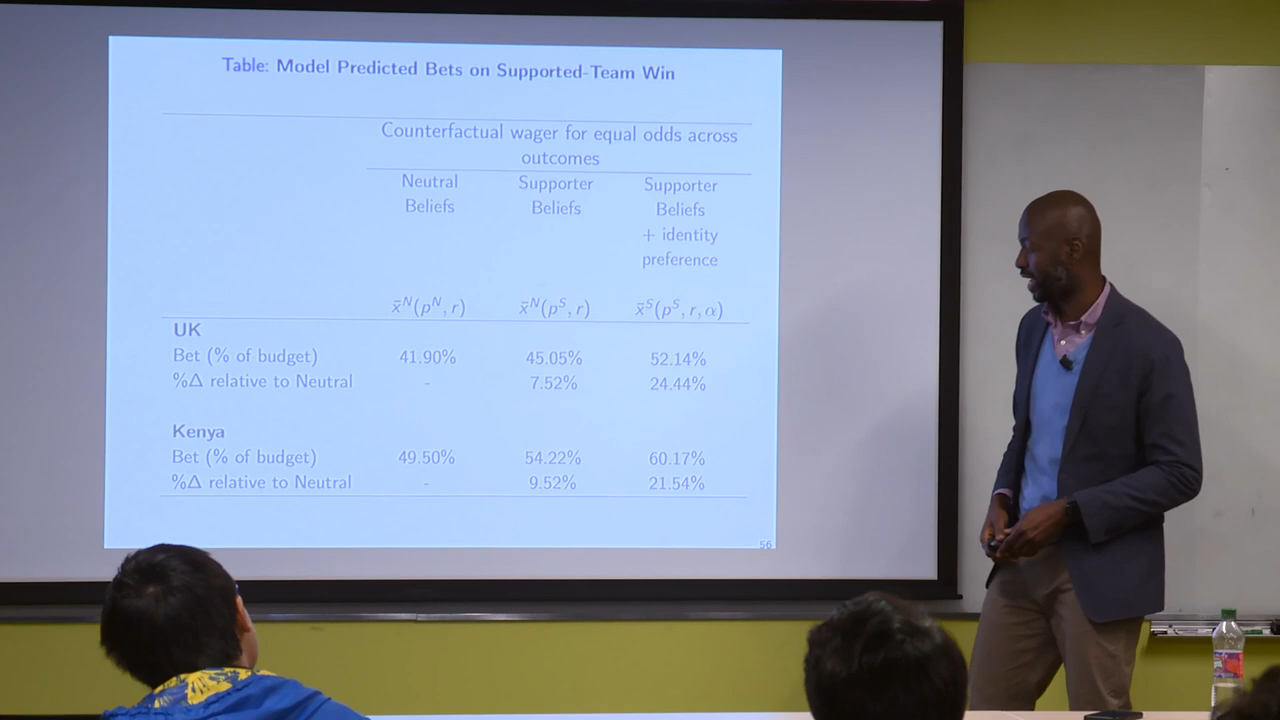 Table: Model Predicted Bets on Supported-Team Win
Counterfactual wager for equal odds across
outcomes
Neutral Supporter Supporter
Beliefs Beliefs Beliefs
+ identity
preference
x̄ᴺ(pᴺ, r) x̄ᴺ(pˢ, r) x̄ˢ(pˢ, r, α)
UK
Bet (% of budget) 41.90% 45.05% 52.14%
%Δ relative to Neutral - 7.52% 24.44%
Kenya
Bet (% of budget) 49.50% 54.22% 60.17%
%Δ relative to Neutral - 9.52% 21.54%
56